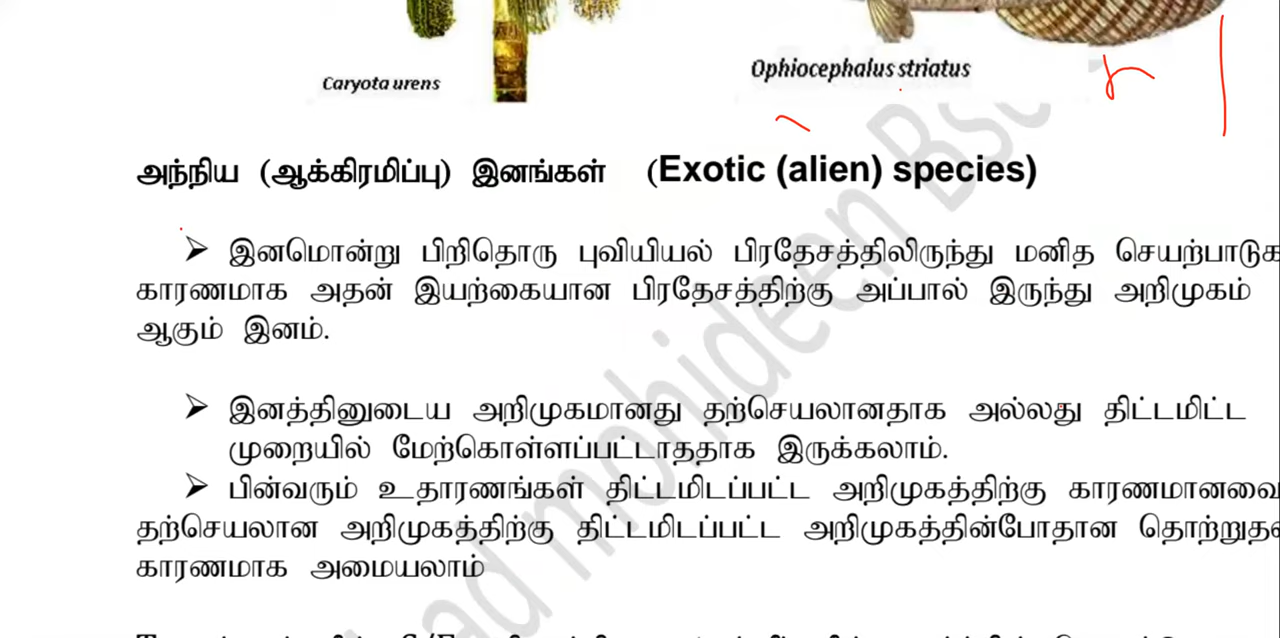 Caryota urens
Ophiocephalus striatus
அந்நிய (ஆக்கிரமிப்பு) இனங்கள் (Exotic (alien) species)
➢ இனமொன்று பிறிதொரு புவியியல் பிரதேசத்திலிருந்து மனித
காரணமாக அதன் இயற்கையான பிரதேசத்திற்கு அப்பால் இருந்து அறிமுகம்
ஆகும் இனம்.
➢ இனத்தினுடைய அறிமுகமானது தற்செயலானதாக அல்லது திட்டமிட்ட
முறையில் மேற்கொள்ளப்பட்டாததாக இருக்கலாம்.
➢ பின்வரும் உதாரணங்கள் திட்டமிடப்பட்ட அறிமுகத்திற்கு காரணமானவை
தற்செயலான அறிமுகத்திற்கு திட்டமிடப்பட்ட அறிமுகத்தின்போதான
காரணமாக அமையலாம்
mohideen